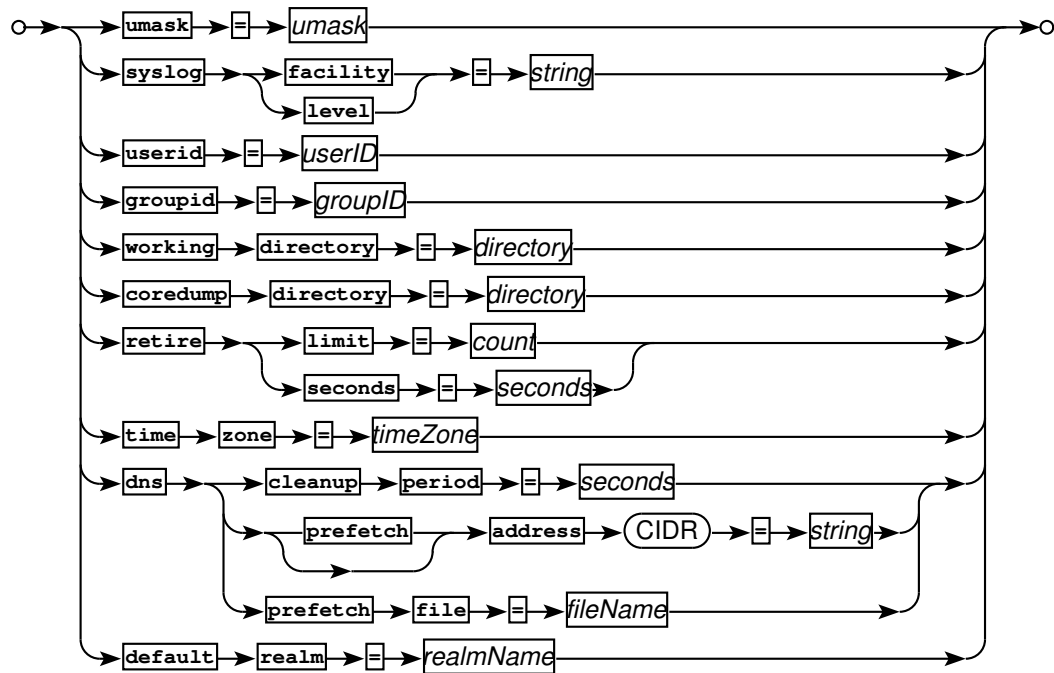 umask = umask
syslog facility = string
level
userid = userID
groupid = groupID
working directory = directory
coredump directory = directory
retire limit = count
seconds = seconds
time zone = timeZone
dns cleanup period = seconds
prefetch address CIDR = string
prefetch file = fileName
default realm = realmName